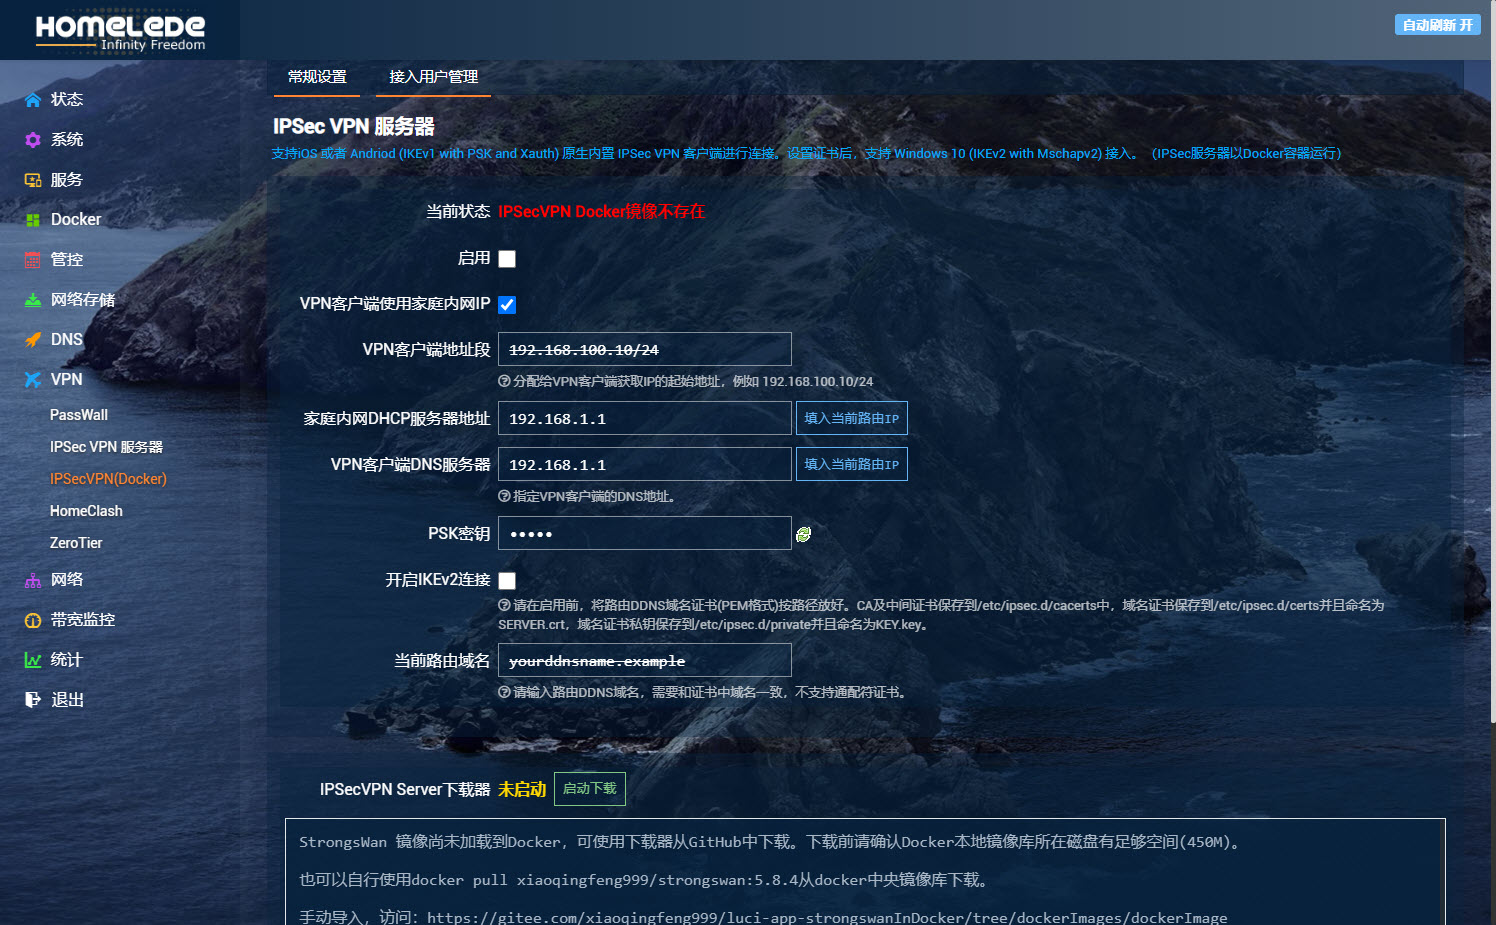 HOMELEDE
Infinity Freedom
自动刷新 开
状态
系统
服务
Docker
管控
网络存储
DNS
VPN
PassWall
IPSec VPN 服务器
IPSecVPN(Docker)
HomeClash
ZeroTier
网络
带宽监控
统计
退出
常规设置 接入用户管理
IPSec VPN 服务器
支持iOS 或者 Andriod (IKEv1 with PSK and Xauth) 原生内置 IPSec VPN 客户端进行连接。设置证书后，支持 Windows 10 (IKEv2 with Mschapv2) 接入。（IPSec服务器以Docker容器运行）
当前状态 IPSecVPN Docker镜像不存在
启用
VPN客户端使用家庭内网IP
VPN客户端地址段 192.168.100.10/24
分配给VPN客户端获取IP的起始地址，例如 192.168.100.10/24
家庭内网DHCP服务器地址 192.168.1.1 填入当前路由IP
VPN客户端DNS服务器 192.168.1.1 填入当前路由IP
指定VPN客户端的DNS地址。
PSK密钥 •••••
开启IKEv2连接
请在启用前，将路由DDNS域名证书(PEM格式)按路径放好。CA及中间证书保存到/etc/ipsec.d/cacerts中，域名证书保存到/etc/ipsec.d/certs并且命名为
SERVER.crt，域名证书私钥保存到/etc/ipsec.d/private并且命名为KEY.key。
当前路由域名 yourddnsname.example
请输入路由DDNS域名，需要和证书中域名一致，不支持通配符证书。
IPSecVPN Server下载器 未启动 启动下载
StrongsWan 镜像尚未加载到Docker，可使用下载器从GitHub中下载。下载前请确认Docker本地镜像库所在磁盘有足够空间(450M)。
也可以自行使用docker pull xiaoqingfeng999/strongswan:5.8.4从docker中央镜像库下载。
手动导入，访问：https://gitee.com/xiaoqingfeng999/luci-app-strongswanInDocker/tree/dockerImages/dockerImage